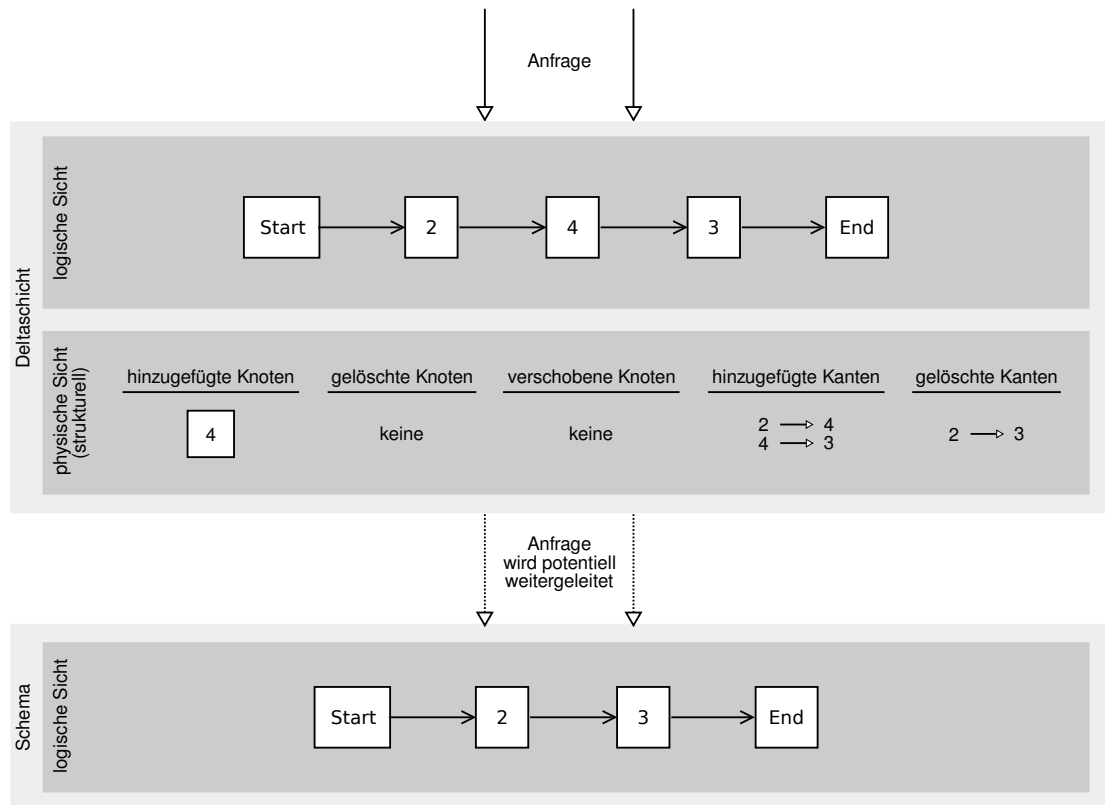 Anfrage
Deltaschicht
logische Sicht
Start
2
4
3
End
physische Sicht
(strukturell)
hinzugefügte Knoten
gelöschte Knoten
verschobene Knoten
hinzugefügte Kanten
gelöschte Kanten
4
keine
keine
2 4
4 3
2 3
Anfrage
wird potentiell
weitergeleitet
Schema
logische Sicht
Start
2
3
End